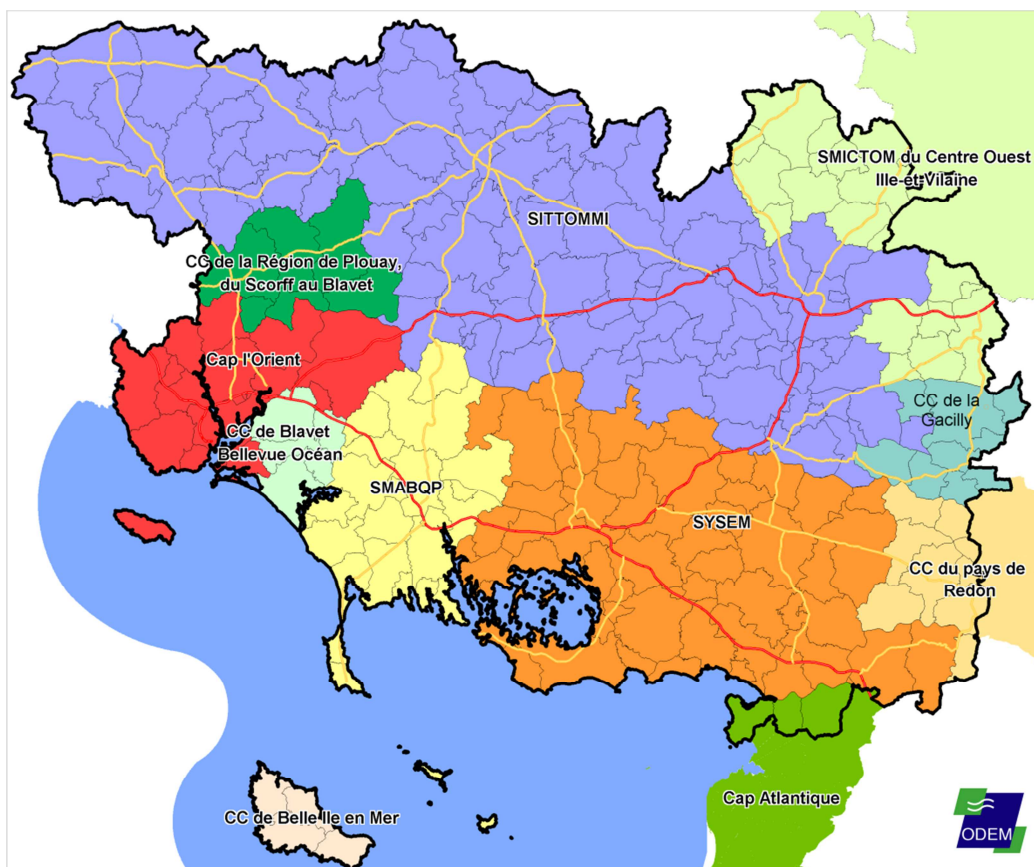 SMICTOM du Centre Ouest
Ille-et-Vilaine
SITTOMMI
CC de la Région de Plouay,
du Scorff au Blavet
Cap l'Orient
CC de la
Gacilly
CC de Blavet
Bellevue Océan
SMABQP
SYSEM
CC du pays de
Redon
Cap Atlantique
CC de Belle Ile en Mer
ODEM